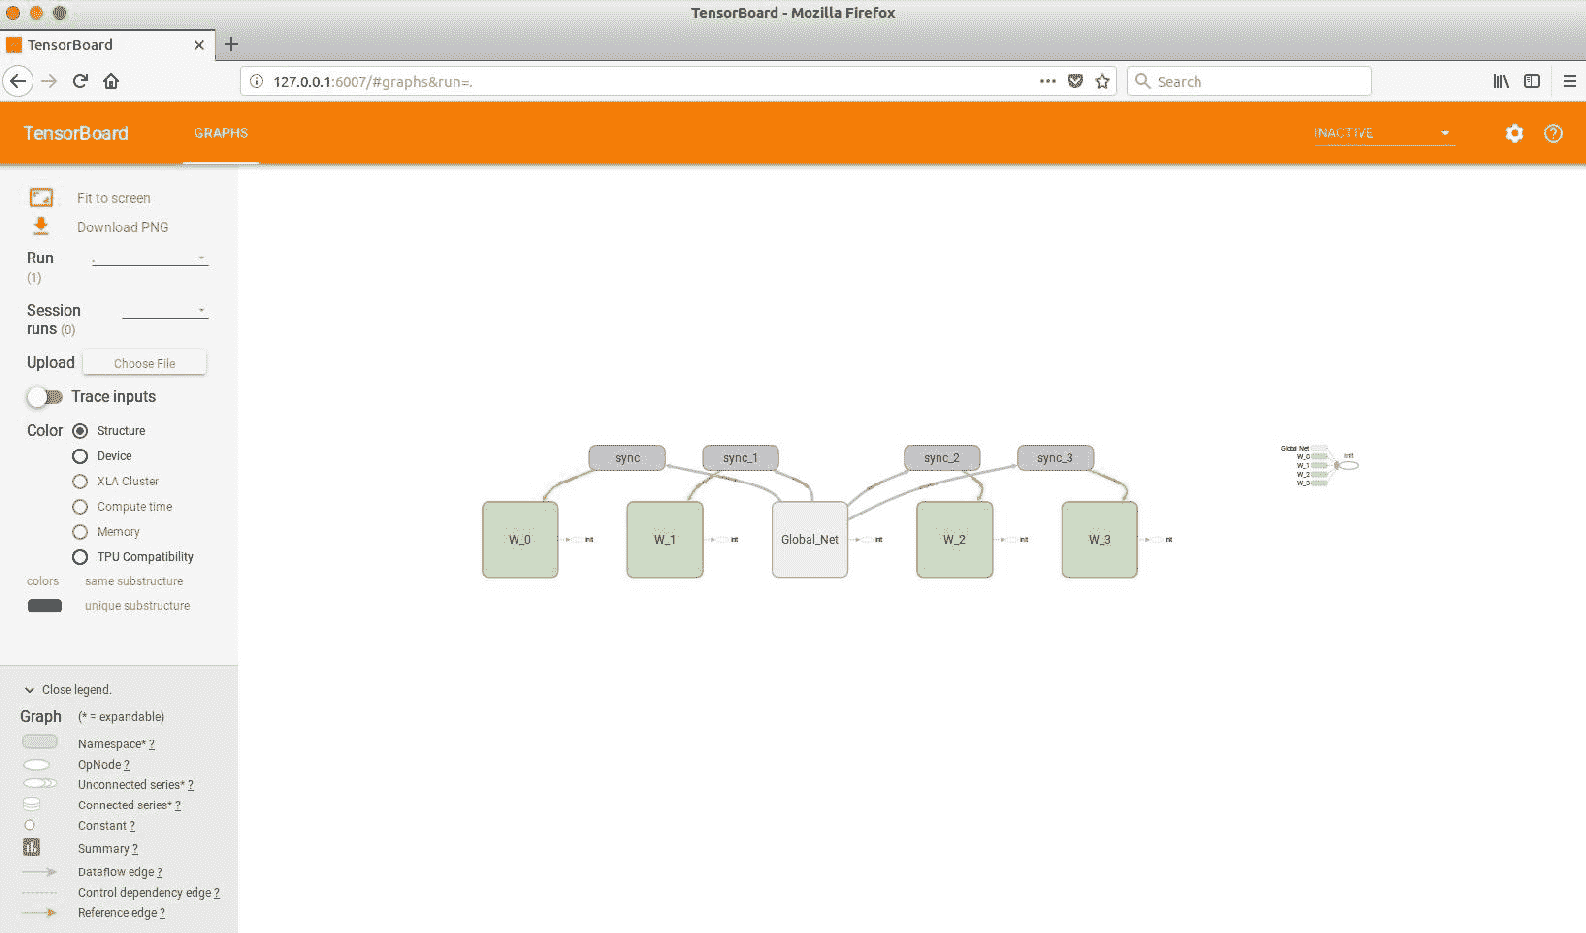 TensorBoard - Mozilla Firefox
TensorBoard
127.0.0.1:6007/#graphs&run=.
Search
TensorBoard
GRAPHS
INACTIVE
Fit to screen
Download PNG
Run
(1)
.
Session
runs (0)
Upload
Choose File
Trace inputs
Color
Structure
Device
XLA Cluster
Compute time
Memory
TPU Compatibility
colors
same substructure
unique substructure
Close legend.
Graph
(* = expandable)
Namespace* ?
OpNode ?
Unconnected series* ?
Connected series* ?
Constant ?
Summary ?
Dataflow edge ?
Control dependency edge ?
Reference edge ?
sync
sync_1
sync_2
sync_3
W_0
init
W_1
init
Global_Net
init
W_2
init
W_3
init
Global_Net
W_0
W_1
W_2
W_3
init